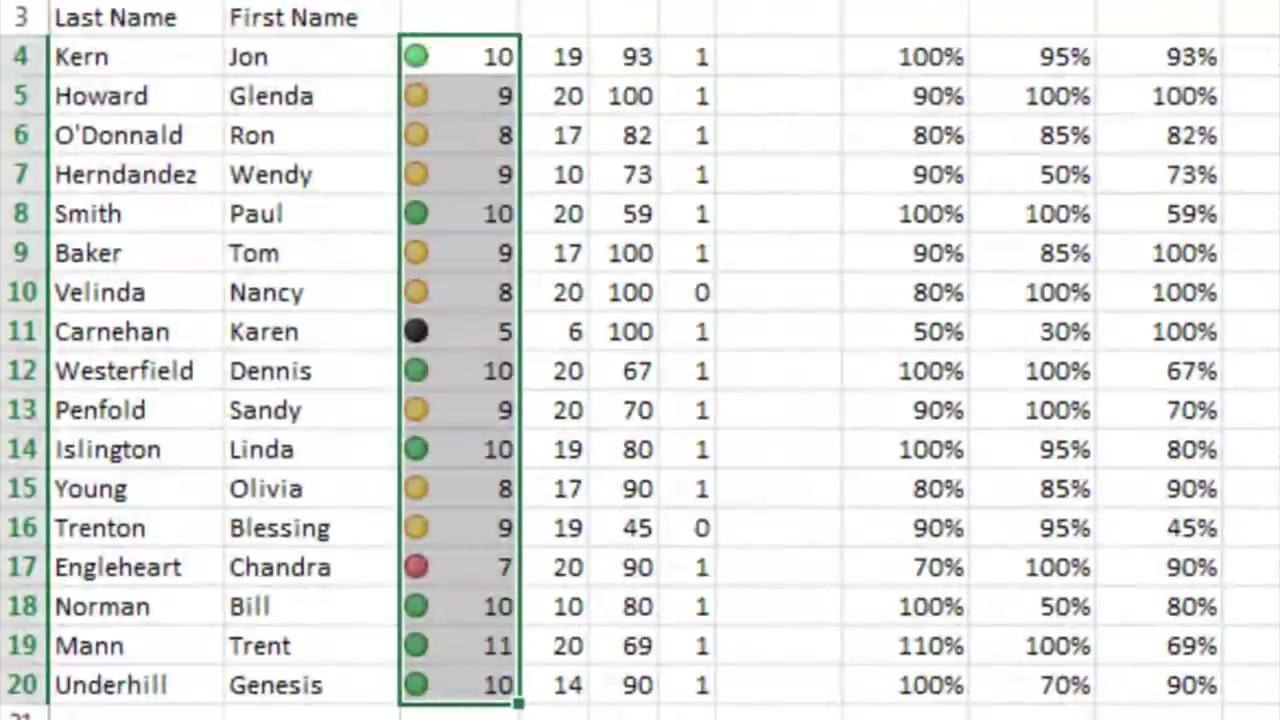 3 Last Name First Name
4 Kern Jon 10 19 93 1 100% 95% 93%
5 Howard Glenda 9 20 100 1 90% 100% 100%
6 O'Donnald Ron 8 17 82 1 80% 85% 82%
7 Herndandez Wendy 9 10 73 1 90% 50% 73%
8 Smith Paul 10 20 59 1 100% 100% 59%
9 Baker Tom 9 17 100 1 90% 85% 100%
10 Velinda Nancy 8 20 100 0 80% 100% 100%
11 Carnehan Karen 5 6 100 1 50% 30% 100%
12 Westerfield Dennis 10 20 67 1 100% 100% 67%
13 Penfold Sandy 9 20 70 1 90% 100% 70%
14 Islington Linda 10 19 80 1 100% 95% 80%
15 Young Olivia 8 17 90 1 80% 85% 90%
16 Trenton Blessing 9 19 45 0 90% 95% 45%
17 Engleheart Chandra 7 20 90 1 70% 100% 90%
18 Norman Bill 10 10 80 1 100% 50% 80%
19 Mann Trent 11 20 69 1 110% 100% 69%
20 Underhill Genesis 10 14 90 1 100% 70% 90%